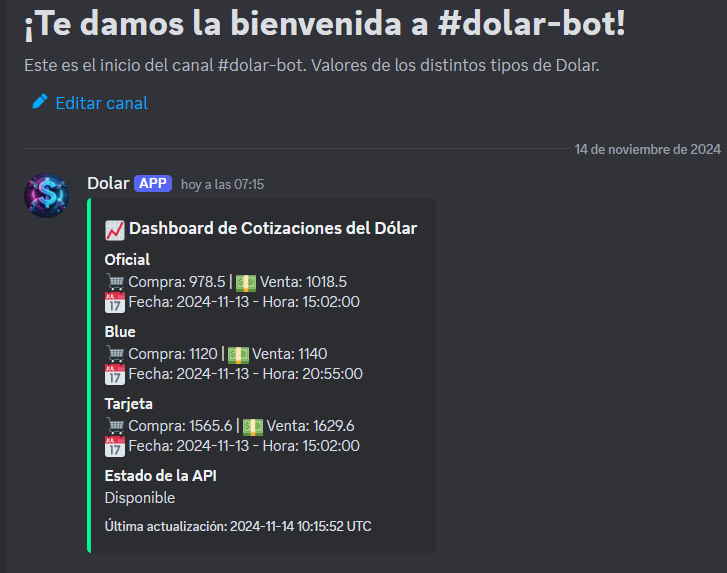 ¡Te damos la bienvenida a #dolar-bot!
Este es el inicio del canal #dolar-bot. Valores de los distintos tipos de Dolar.
Editar canal
14 de noviembre de 2024
Dolar APP hoy a las 07:15
📈 Dashboard de Cotizaciones del Dólar
Oficial
🛒 Compra: 978.5 | 💵 Venta: 1018.5
📅 Fecha: 2024-11-13 - Hora: 15:02:00
Blue
🛒 Compra: 1120 | 💵 Venta: 1140
📅 Fecha: 2024-11-13 - Hora: 20:55:00
Tarjeta
🛒 Compra: 1565.6 | 💵 Venta: 1629.6
📅 Fecha: 2024-11-13 - Hora: 15:02:00
Estado de la API
Disponible
Última actualización: 2024-11-14 10:15:52 UTC